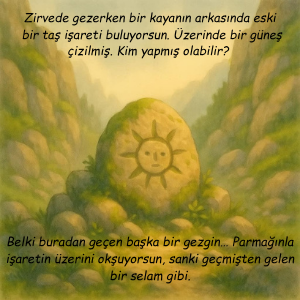 Zirvede gezerken bir kayanın arkasında eski
bir taş işareti buluyorsun. Üzerinde bir güneş
çizilmiş. Kim yapmış olabilir?
Belki buradan geçen başka bir gezgin... Parmağınla
işaretin üzerini okşuyorsun, sanki geçmişten gelen
bir selam gibi.